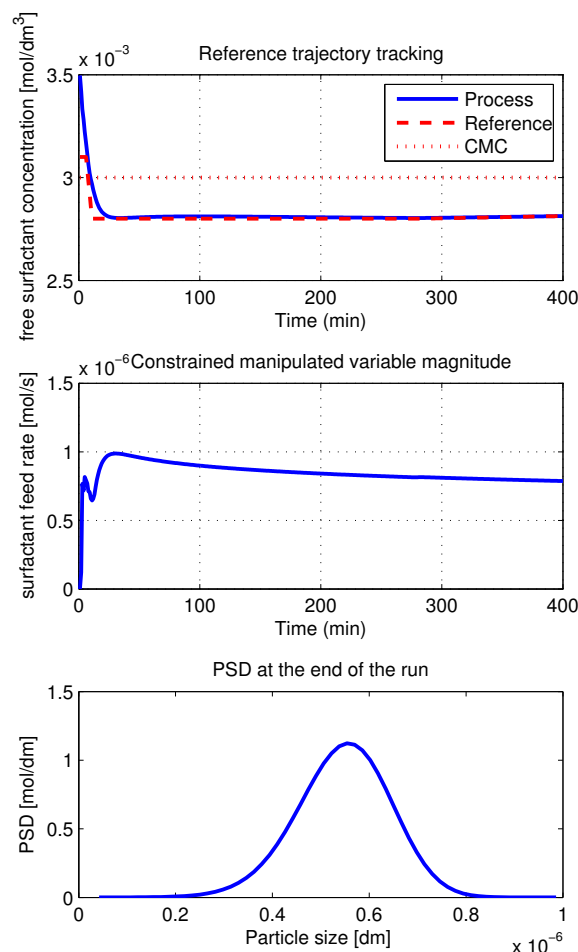 x 10^-3
Reference trajectory tracking
free surfactant concentration [mol/dm^3]
3.5
3
2.5
Process
Reference
CMC
0 100 200 300 400
Time (min)
x 10^-6
Constrained manipulated variable magnitude
surfactant feed rate [mol/s]
1.5
1
0.5
0
0 100 200 300 400
Time (min)
PSD at the end of the run
PSD [mol/dm]
1.5
1
0.5
0
0 0.2 0.4 0.6 0.8 1
Particle size [dm]
x 10^-6